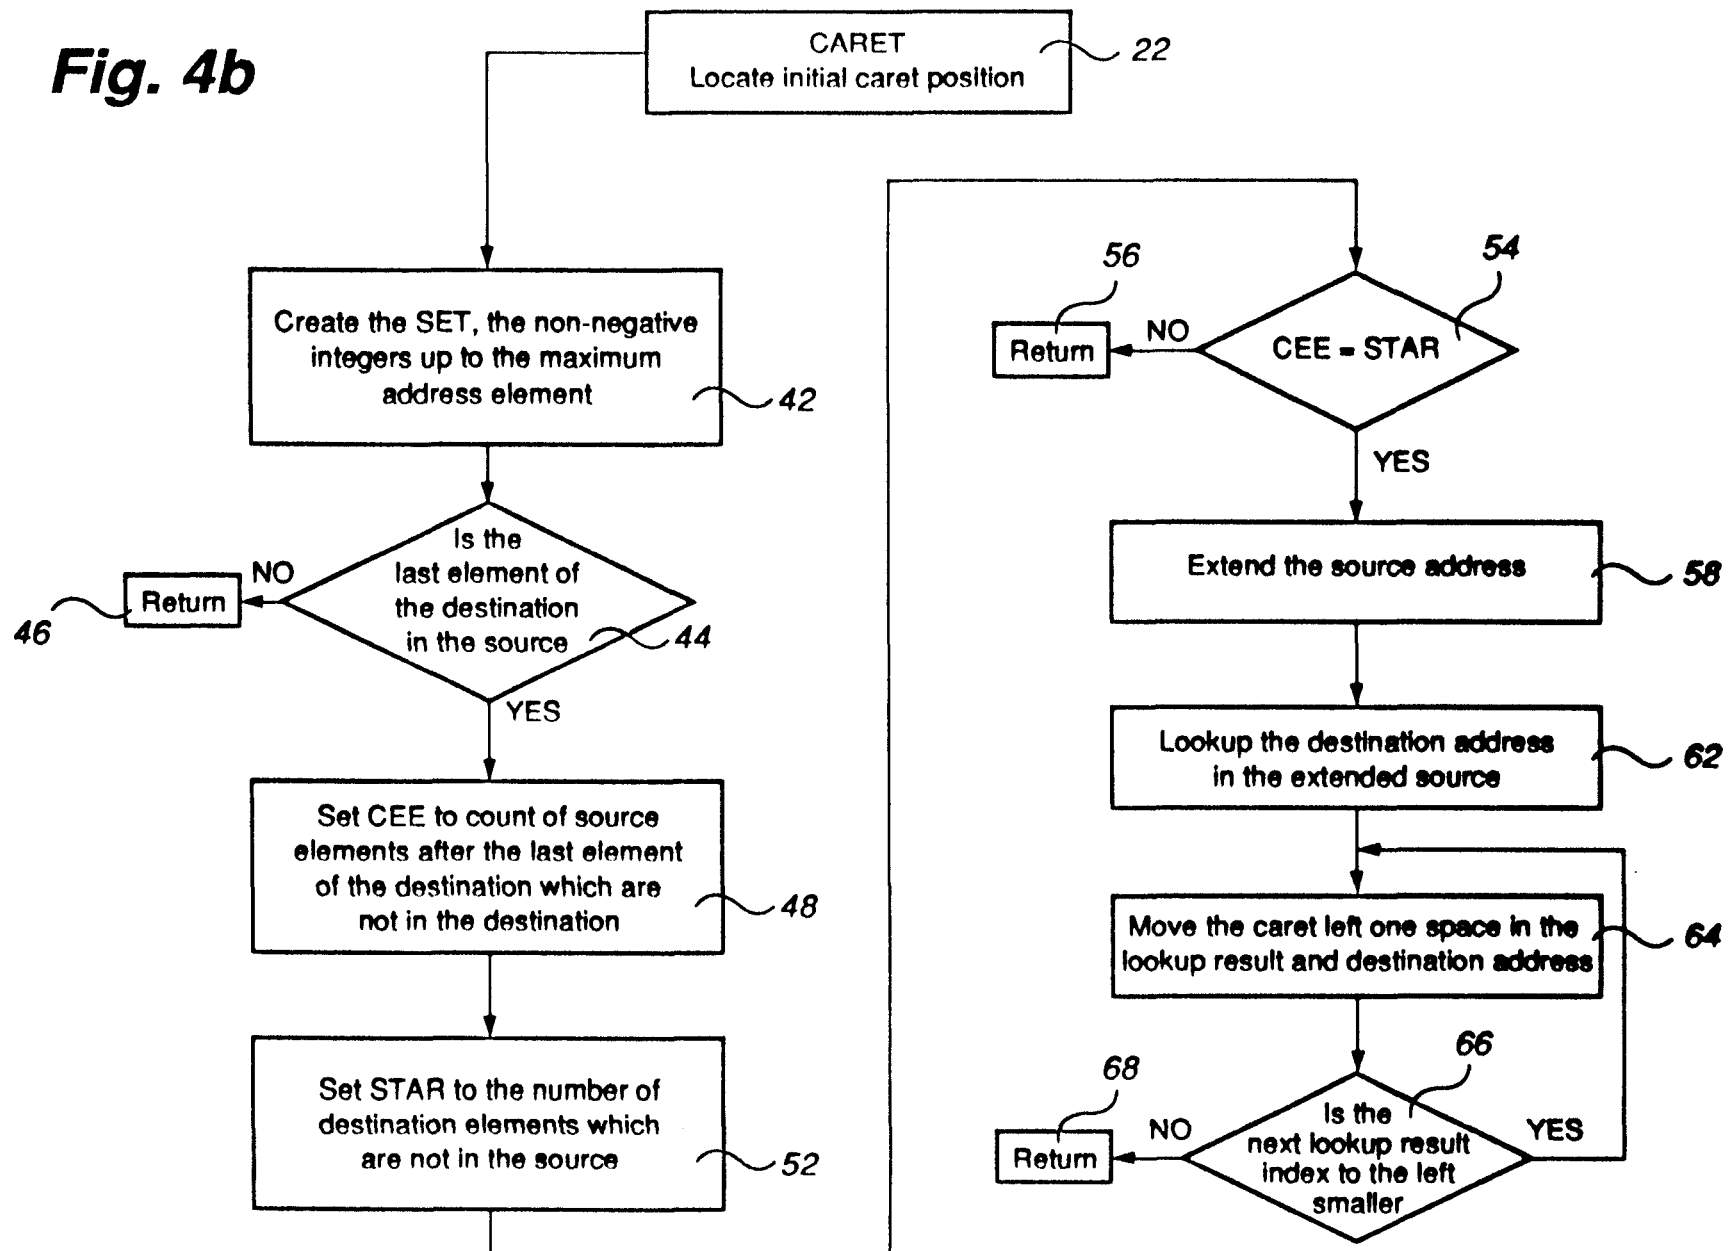 Fig. 4b
CARET
Locate initial caret position
22
Create the SET, the non-negative
integers up to the maximum
address element
42
Is the
last element of
the destination
in the source
44
NO
Return
46
YES
Set CEE to count of source
elements after the last element
of the destination which are
not in the destination
48
Set STAR to the number of
destination elements which
are not in the source
52
CEE = STAR
54
NO
Return
56
YES
Extend the source address
58
Lookup the destination address
in the extended source
62
Move the caret left one space in the
lookup result and destination address
64
Is the
next lookup result
index to the left
smaller
66
YES
NO
Return
68